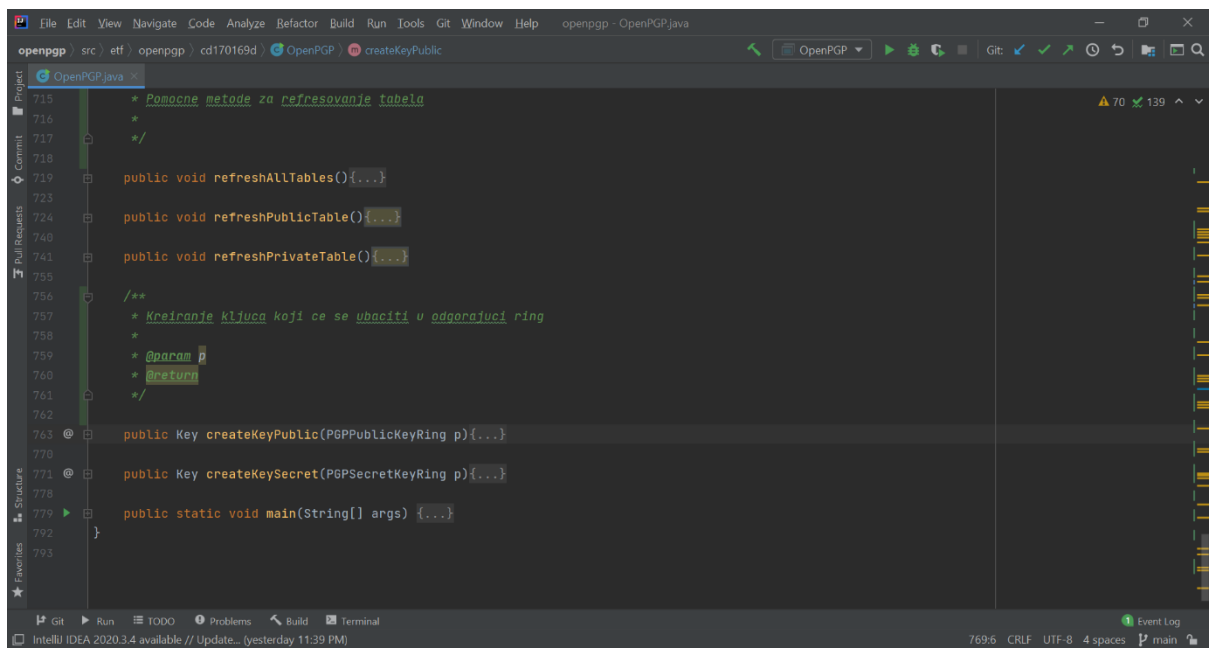 File Edit View Navigate Code Analyze Refactor Build Run Tools Git Window Help openpgp - OpenPGP.java
openpgp src etf openpgp cd170169d OpenPGP createKeyPublic OpenPGP Git:
OpenPGP.java
70 139
715 * Pomocne metode za refresovanje tabela
716 *
717 */
718
719 public void refreshAllTables(){...}
723
724 public void refreshPublicTable(){...}
740
741 public void refreshPrivateTable(){...}
755
756 /**
757 * Kreiranje kljuca koji ce se ubaciti u odgorajuci ring
758 *
759 * @param p
760 * @return
761 */
762
763 @ public Key createKeyPublic(PGPPublicKeyRing p){...}
770
771 @ public Key createKeySecret(PGPSecretKeyRing p){...}
778
779 public static void main(String[] args) {...}
792 }
793
Project
Commit
Pull Requests
Structure
Favorites
Git Run TODO Problems Build Terminal 1 Event Log
IntelliJ IDEA 2020.3.4 available // Update... (yesterday 11:39 PM) 769:6 CRLF UTF-8 4 spaces main